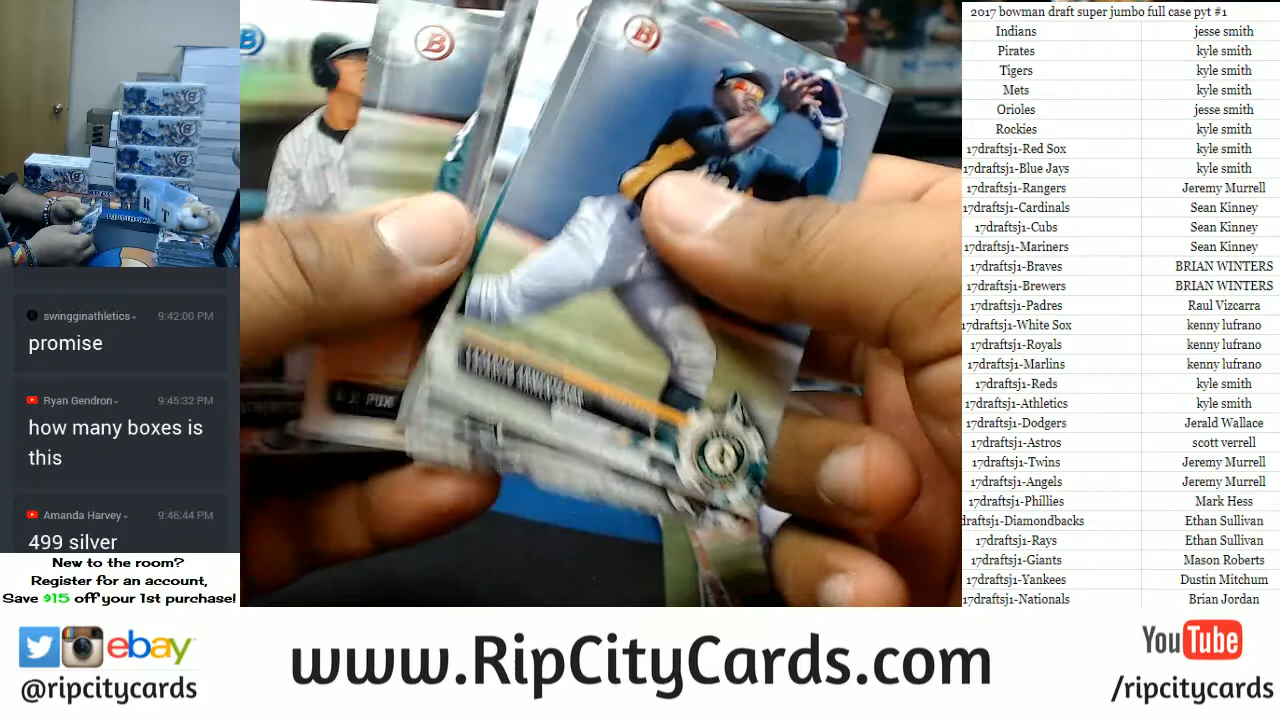 swingginathletics
9:42:00 PM
promise
Ryan Gendron
9:45:32 PM
how many boxes is
this
Amanda Harvey
9:46:44 PM
499 silver
New to the room?
Register for an account,
Save $15 off your 1st purchase!
B
B
B
2017 bowman draft super jumbo full case pyt #1
Indians jesse smith
Pirates kyle smith
Tigers kyle smith
Mets kyle smith
Orioles jesse smith
Rockies kyle smith
17draftsj1-Red Sox kyle smith
17draftsj1-Blue Jays kyle smith
17draftsj1-Rangers Jeremy Murrell
17draftsj1-Cardinals Sean Kinney
17draftsj1-Cubs Sean Kinney
17draftsj1-Mariners Sean Kinney
17draftsj1-Braves BRIAN WINTERS
17draftsj1-Brewers BRIAN WINTERS
17draftsj1-Padres Raul Vizcarra
17draftsj1-White Sox kenny lufrano
17draftsj1-Royals kenny lufrano
17draftsj1-Marlins kenny lufrano
17draftsj1-Reds kyle smith
17draftsj1-Athletics kyle smith
17draftsj1-Dodgers Jerald Wallace
17draftsj1-Astros scott verrell
17draftsj1-Twins Jeremy Murrell
17draftsj1-Angels Jeremy Murrell
17draftsj1-Phillies Mark Hess
draftsj1-Diamondbacks Ethan Sullivan
17draftsj1-Rays Ethan Sullivan
17draftsj1-Giants Mason Roberts
17draftsj1-Yankees Dustin Mitchum
17draftsj1-Nationals Brian Jordan
ebay
@ripcitycards
www.RipCityCards.com
YouTube
/ripcitycards